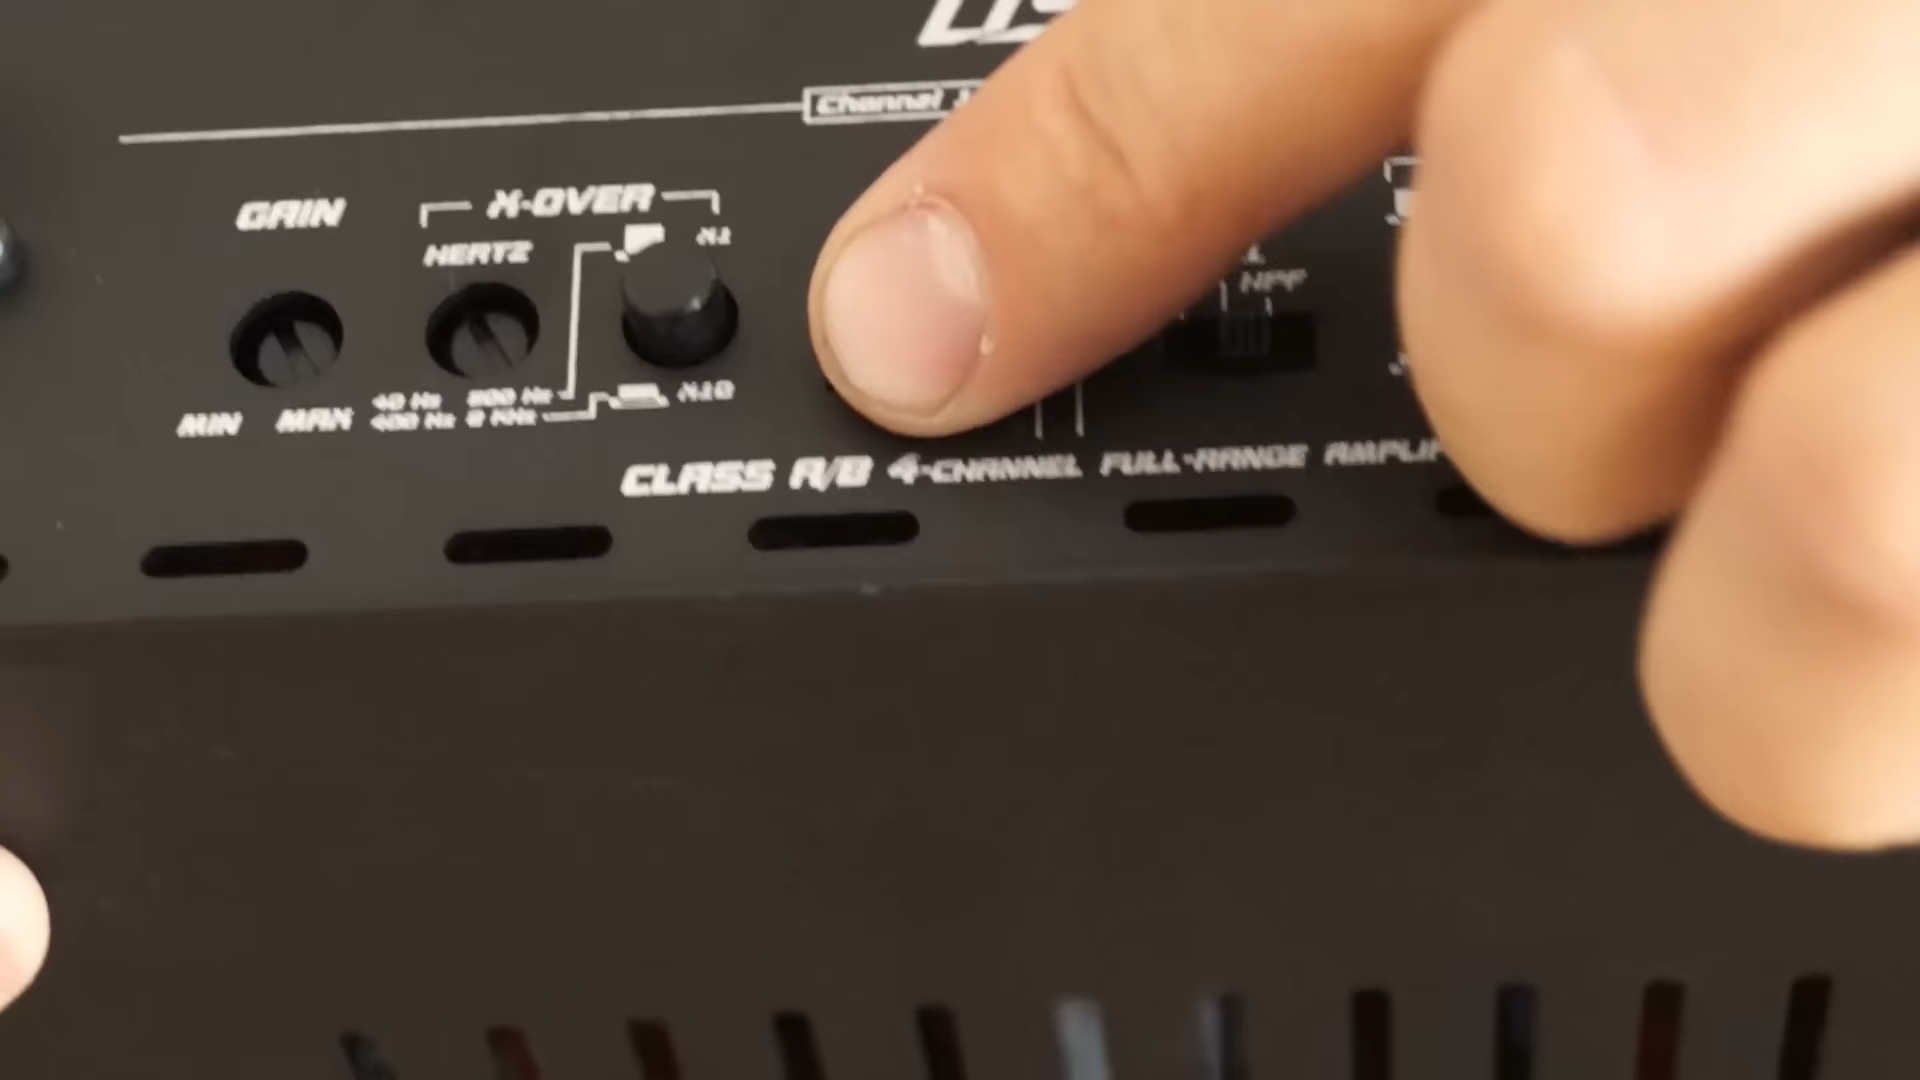 Channel
GAIN
X-OVER
HERTZ
X1
HPF
MIN MAX
40 Hz 800 Hz
400 Hz 8 KHz
X10
CLASS A/B 4-CHANNEL FULL-RANGE